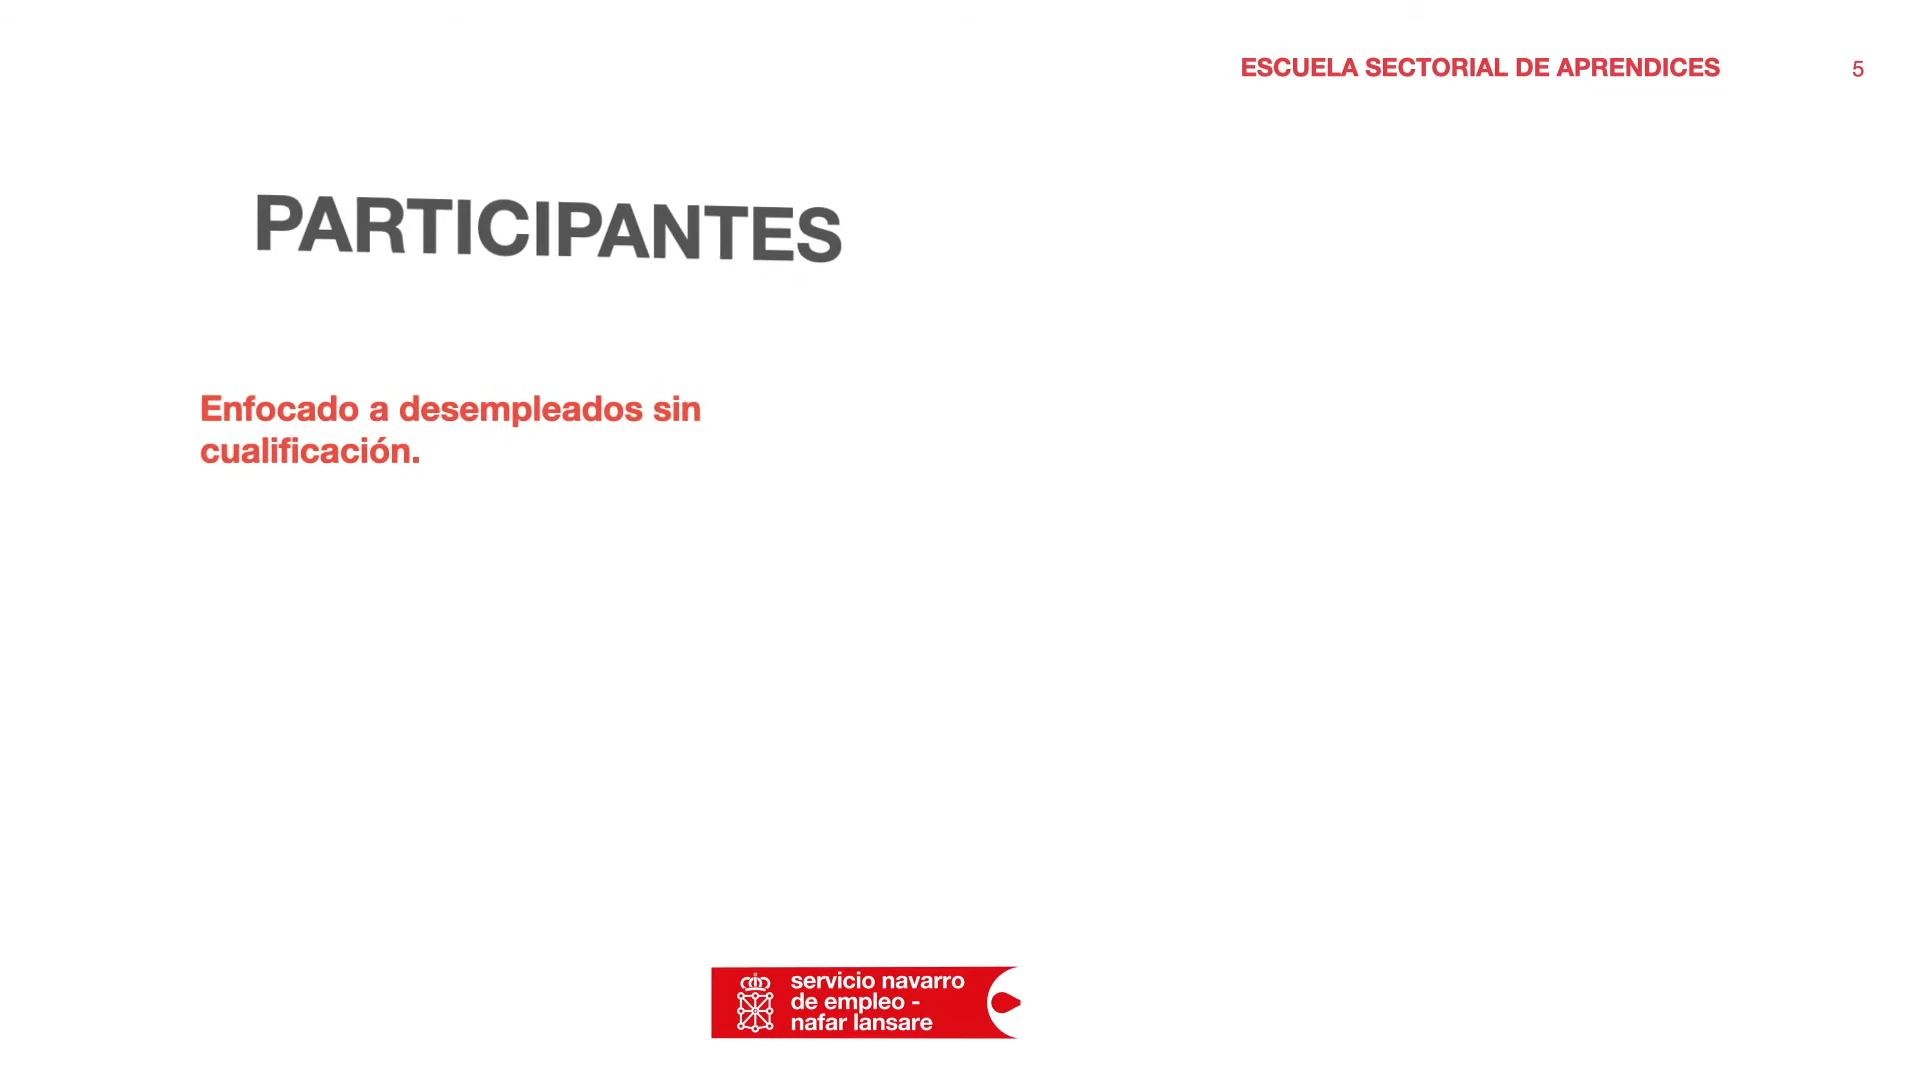 ESCUELA SECTORIAL DE APRENDICES
5
PARTICIPANTES
Enfocado a desempleados sin
cualificación.
servicio navarro
de empleo -
nafar lansare